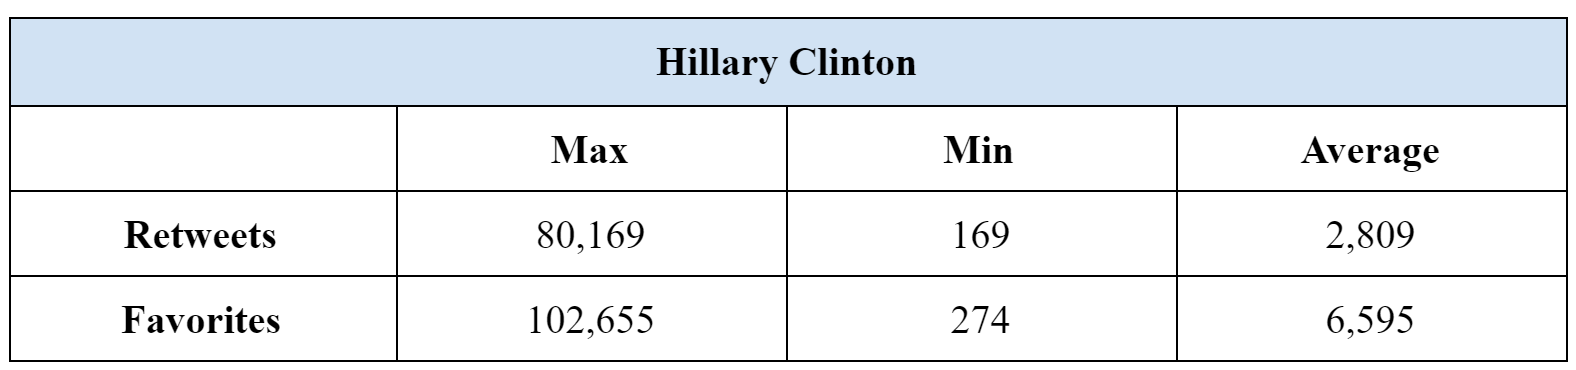 Hillary Clinton
Max Min Average
Retweets 80,169 169 2,809
Favorites 102,655 274 6,595